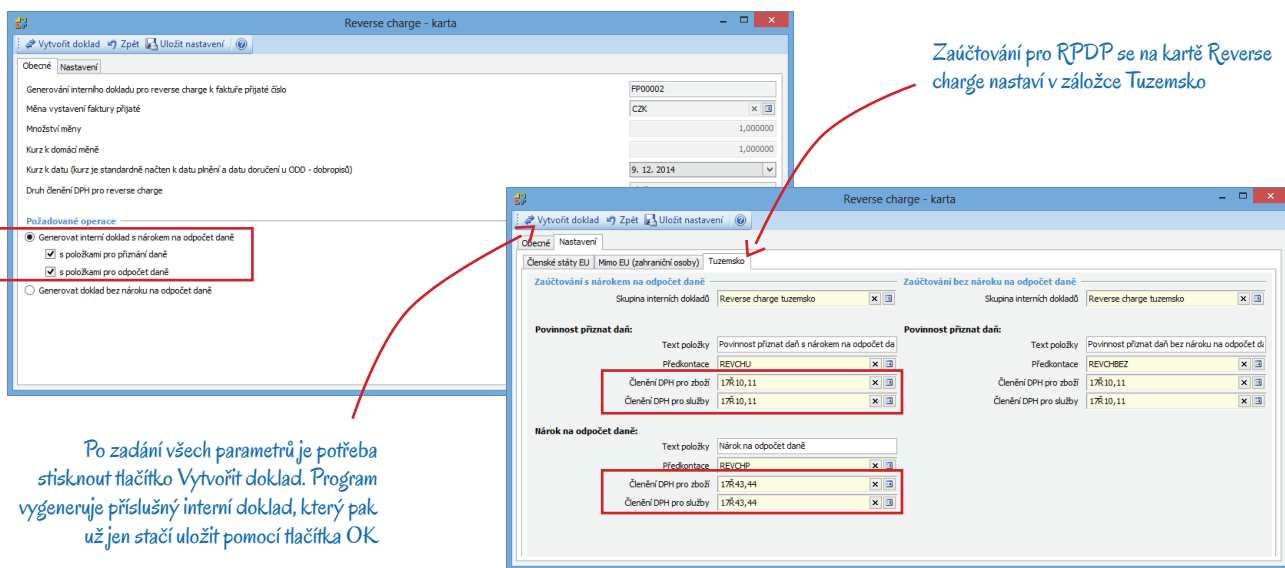 Reverse charge - karta
Vytvořit doklad Zpět Uložit nastavení
Obecné Nastavení
Generování interního dokladu pro reverse charge k faktuře přijaté číslo FP00002
Měna vystavení faktury přijaté CZK
Množství měny 1,000000
Kurz k domácí měně 1,000000
Kurz k datu (kurz je standardně načten k datu plnění a datu doručení u ODD - dobropisů) 9. 12. 2014
Druh členění DPH pro reverse charge
Požadované operace
Generovat interní doklad s nárokem na odpočet daně
s položkami pro přiznání daně
s položkami pro odpočet daně
Generovat doklad bez nároku na odpočet daně
Zaúčtování pro RPDP se na kartě Reverse
charge nastaví v záložce Tuzemsko
Reverse charge - karta
Vytvořit doklad Zpět Uložit nastavení
Obecné Nastavení
Členské státy EU Mimo EU (zahraniční osoby) Tuzemsko
Zaúčtování s nárokem na odpočet daně Zaúčtování bez nároku na odpočet daně
Skupina interních dokladů Reverse charge tuzemsko Skupina interních dokladů Reverse charge tuzemsko
Povinnost přiznat daň: Povinnost přiznat daň:
Text položky Povinnost přiznat daň s nárokem na odpočet da Text položky Povinnost přiznat daň bez nároku na odpočet da
Předkontace REVCHU Předkontace REVCHBEZ
Členění DPH pro zboží 17Ř10,11 Členění DPH pro zboží 17Ř10,11
Členění DPH pro služby 17Ř10,11 Členění DPH pro služby 17Ř10,11
Nárok na odpočet daně:
Text položky Nárok na odpočet daně
Předkontace REVCHP
Členění DPH pro zboží 17Ř43,44
Členění DPH pro služby 17Ř43,44
Po zadání všech parametrů je potřeba
stisknout tlačítko Vytvořit doklad. Program
vygeneruje příslušný interní doklad, který pak
už jen stačí uložit pomocí tlačítka OK